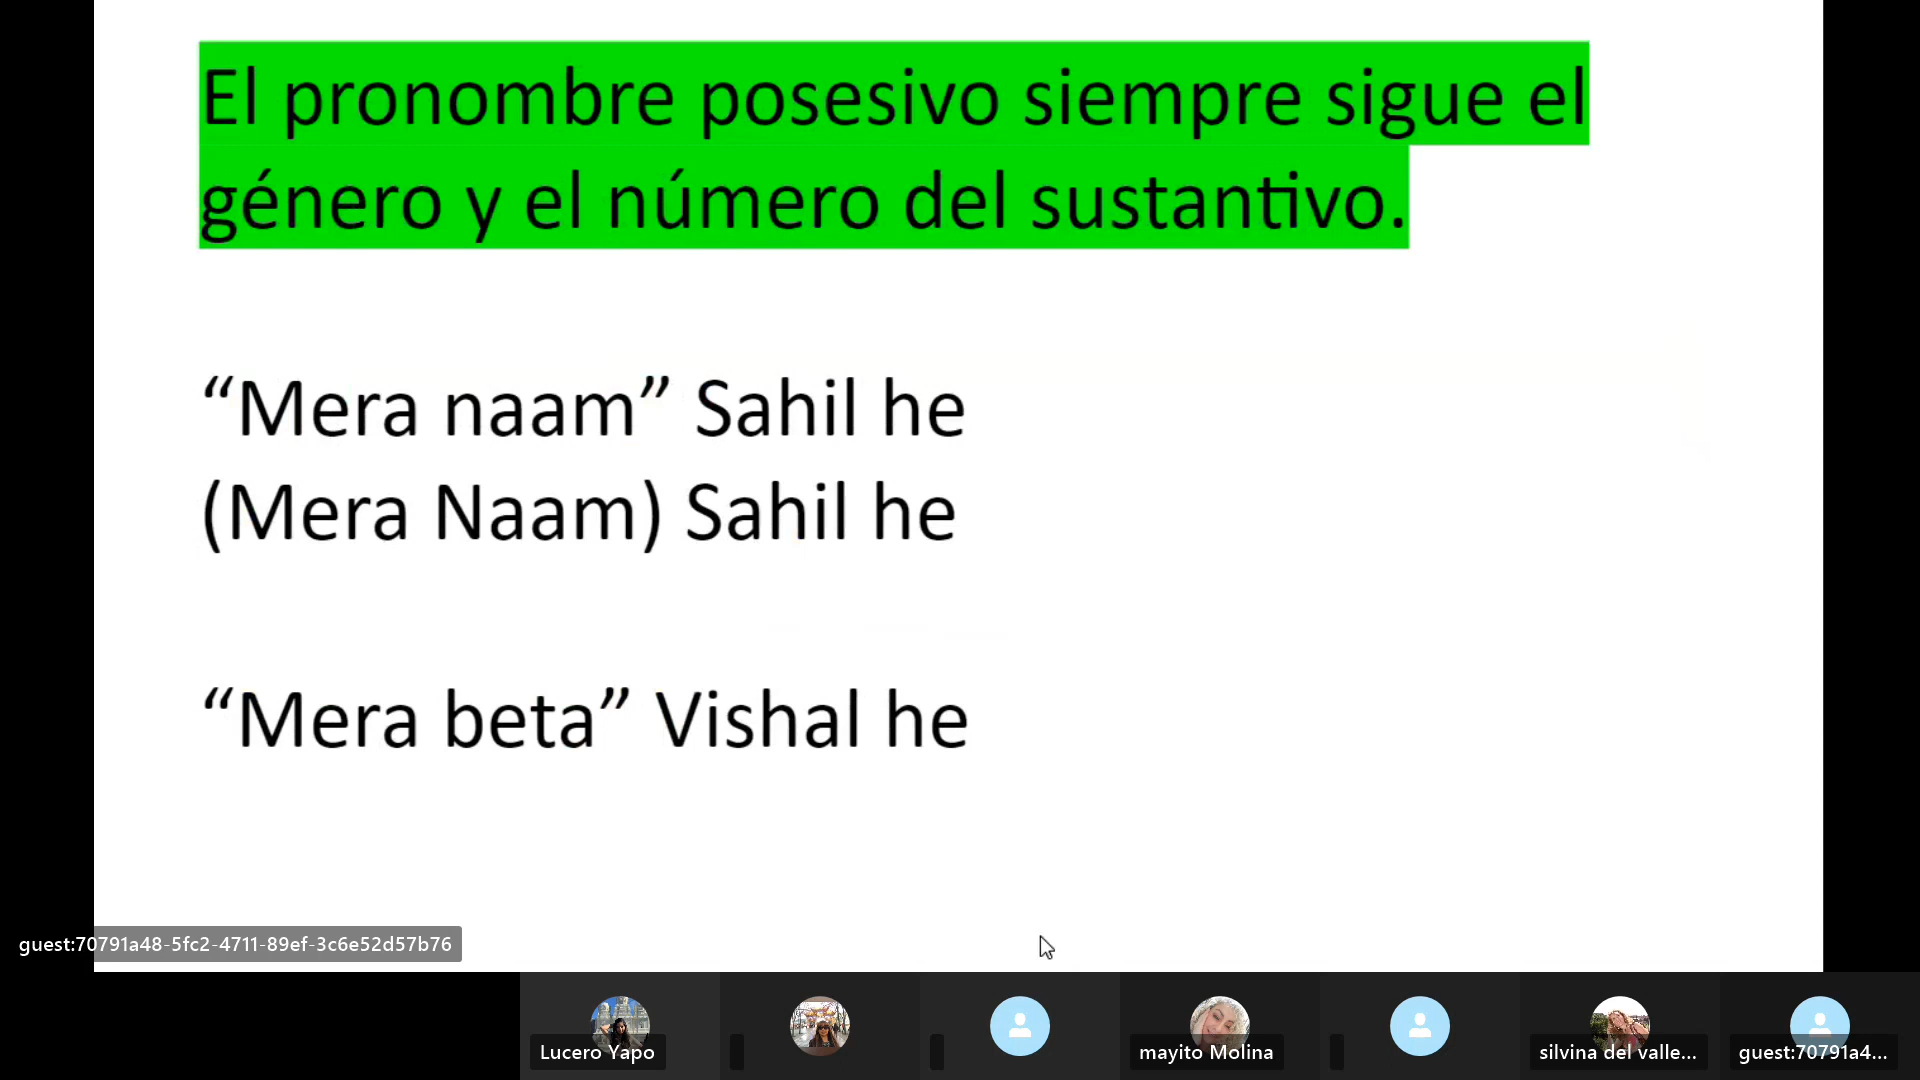 El pronombre posesivo siempre sigue el
género y el número del sustantivo.
“Mera naam” Sahil he
(Mera Naam) Sahil he
“Mera beta” Vishal he
guest:70791a48-5fc2-4711-89ef-3c6e52d57b76
Lucero Yapo
mayito Molina
silvina del valle...
guest:70791a4...